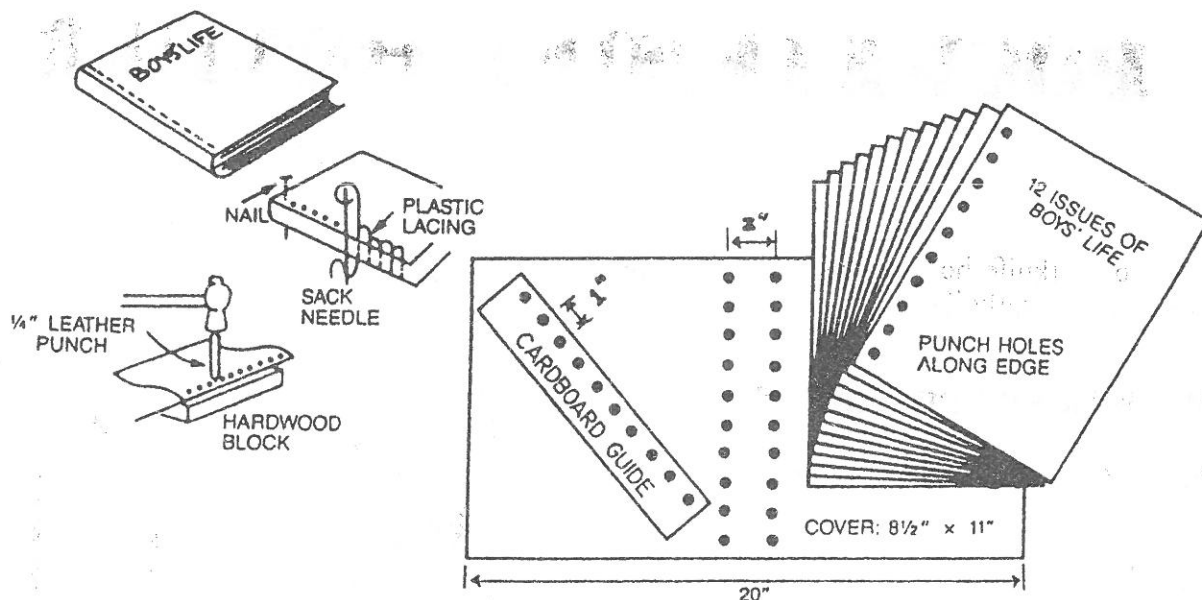 BOYS' LIFE
NAIL
PLASTIC
LACING
SACK
NEEDLE
¼" LEATHER
PUNCH
HARDWOOD
BLOCK
1"
CARDBOARD GUIDE
12 ISSUES OF
BOYS' LIFE
PUNCH HOLES
ALONG EDGE
COVER: 8½" × 11"
20"